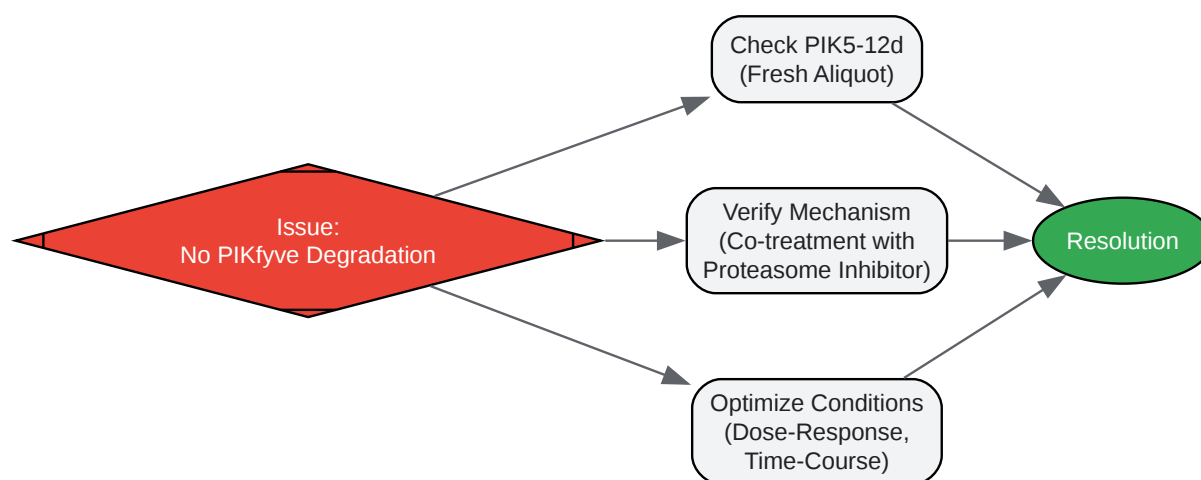 Check PIK5-12d
(Fresh Aliquot)
Issue:
No PIKfyve Degradation
Verify Mechanism
(Co-treatment with
Proteasome Inhibitor)
Resolution
Optimize Conditions
(Dose-Response,
Time-Course)